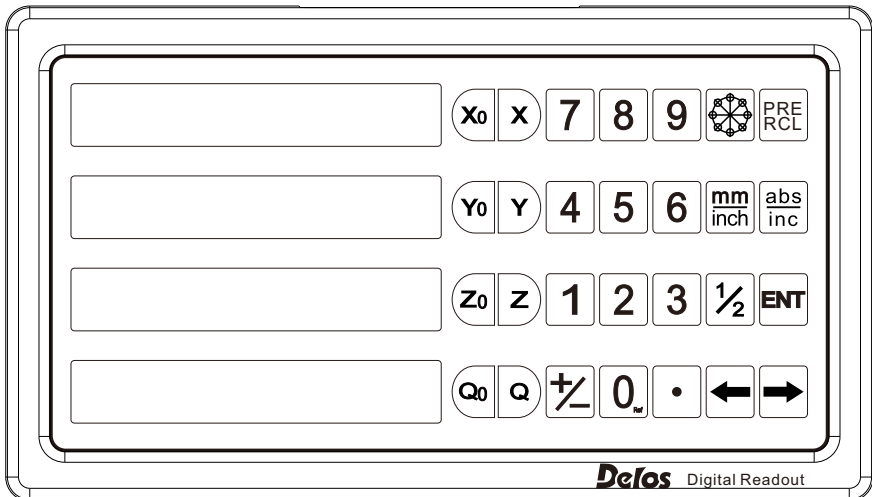 X0 X 7 8 9 PRE
RCL
Y0 Y 4 5 6 mm
inch abs
inc
Z0 Z 1 2 3 1/2 ENT
Q0 Q +/− 0 Ref •
Delos Digital Readout